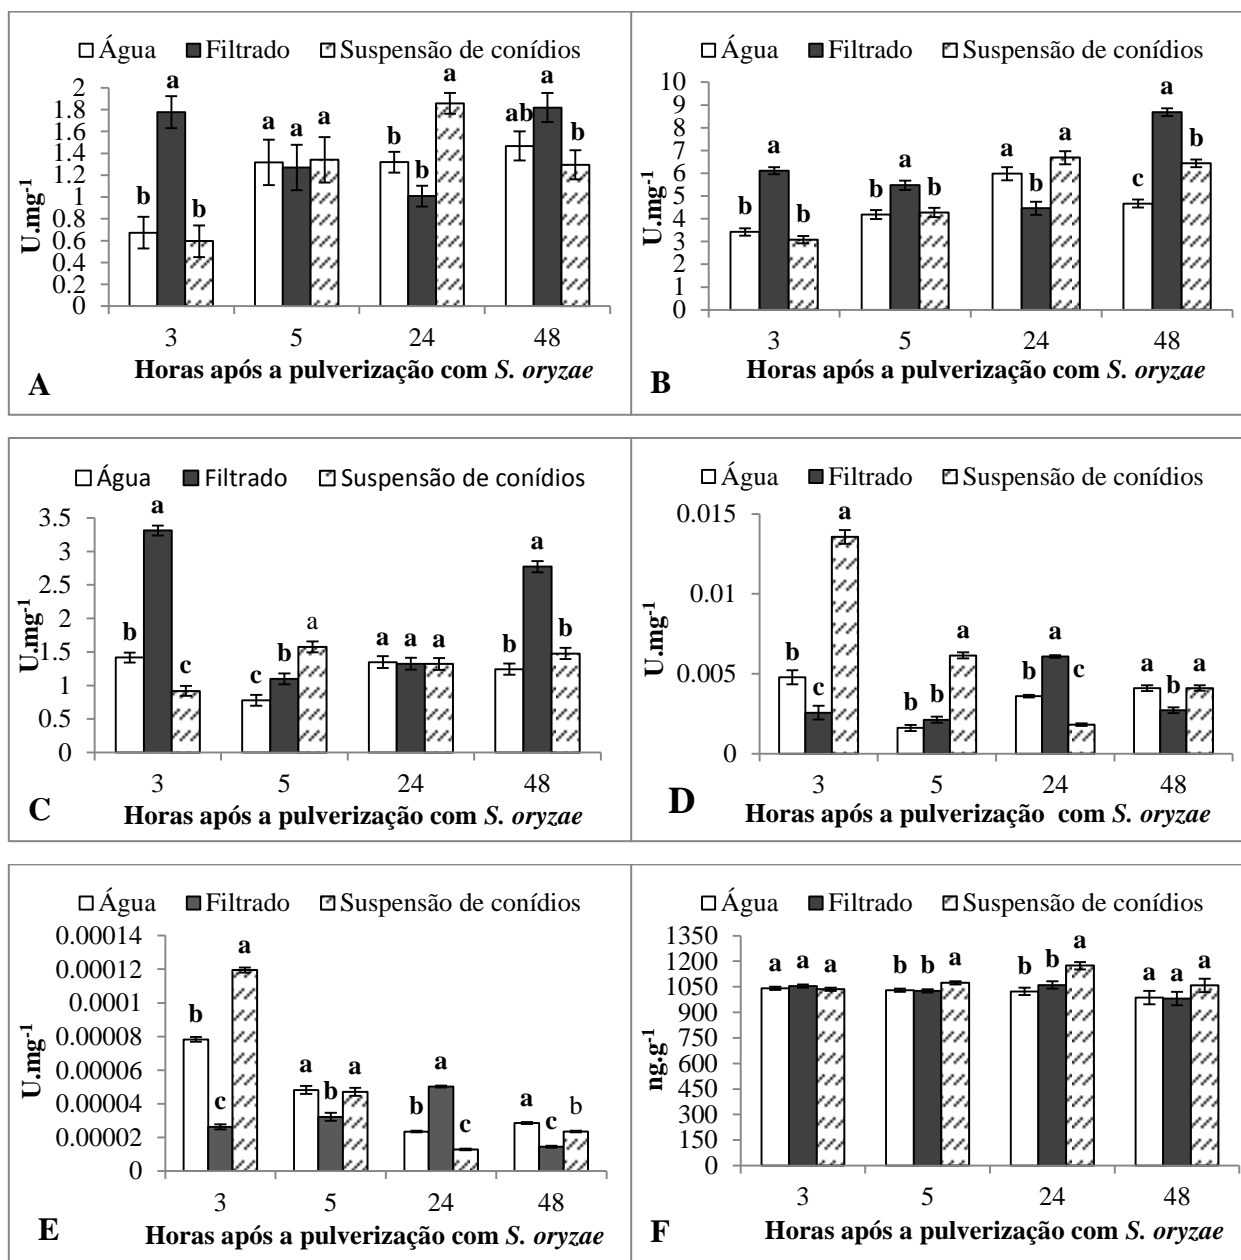 Água Filtrado Suspensão de conídios
2
1.8
1.6
1.4
1.2
1
0.8
0.6
0.4
0.2
0
U.mg-1
b a b
a a a
b b a
ab a b
3 5 24 48
Horas após a pulverização com S. oryzae
A
Água Filtrado Suspensão de conídios
10
9
8
7
6
5
4
3
2
1
0
U.mg-1
b a b
b a b
a b a
c a b
3 5 24 48
Horas após a pulverização com S. oryzae
B
Água Filtrado Suspensão de conídios
3.5
3
2.5
2
1.5
1
0.5
0
U.mg-1
b a c
c b a
a a a
b a b
3 5 24 48
Horas após a pulverização com S. oryzae
C
Água Filtrado Suspensão de conídios
0.015
0.01
0.005
0
U.mg-1
b c a
b b a
b a c
a b a
3 5 24 48
Horas após a pulverização com S. oryzae
D
Água Filtrado Suspensão de conídios
0.00014
0.00012
0.0001
0.00008
0.00006
0.00004
0.00002
0
U.mg-1
b c a
a b a
b a c
a c b
3 5 24 48
Horas após a pulverização com S. oryzae
E
Água Filtrado Suspensão de conídios
1350
1200
1050
900
750
600
450
300
150
0
ng.g-1
a a a
b b a
b b a
a a a
3 5 24 48
Horas após a pulverização com S. oryzae
F